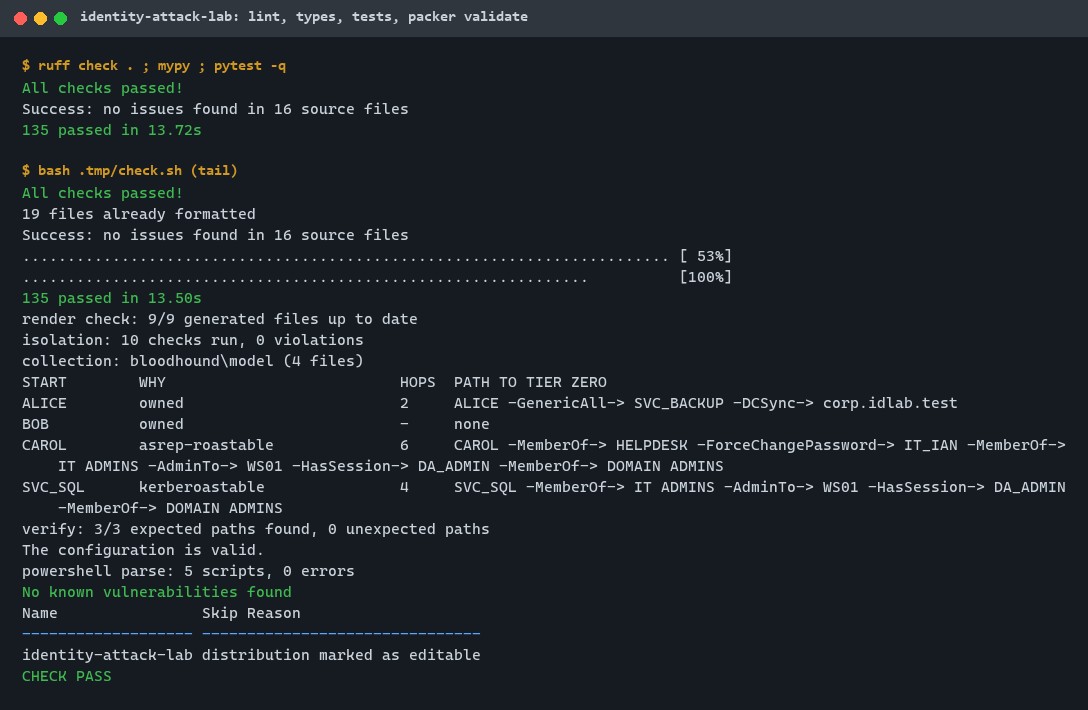 identity-attack-lab: lint, types, tests, packer validate
$ ruff check . ; mypy ; pytest -q
All checks passed!
Success: no issues found in 16 source files
135 passed in 13.72s
$ bash .tmp/check.sh (tail)
All checks passed!
19 files already formatted
Success: no issues found in 16 source files
........................................................................ [ 53%]
...............................................................          [100%]
135 passed in 13.50s
render check: 9/9 generated files up to date
isolation: 10 checks run, 0 violations
collection: bloodhound\model (4 files)
START        WHY                          HOPS  PATH TO TIER ZERO
ALICE        owned                        2     ALICE -GenericAll-> SVC_BACKUP -DCSync-> corp.idlab.test
BOB          owned                        -     none
CAROL        asrep-roastable              6     CAROL -MemberOf-> HELPDESK -ForceChangePassword-> IT_IAN -MemberOf->
    IT ADMINS -AdminTo-> WS01 -HasSession-> DA_ADMIN -MemberOf-> DOMAIN ADMINS
SVC_SQL      kerberoastable               4     SVC_SQL -MemberOf-> IT ADMINS -AdminTo-> WS01 -HasSession-> DA_ADMIN
    -MemberOf-> DOMAIN ADMINS
verify: 3/3 expected paths found, 0 unexpected paths
The configuration is valid.
powershell parse: 5 scripts, 0 errors
No known vulnerabilities found
Name                Skip Reason
------------------- -------------------------------
identity-attack-lab distribution marked as editable
CHECK PASS